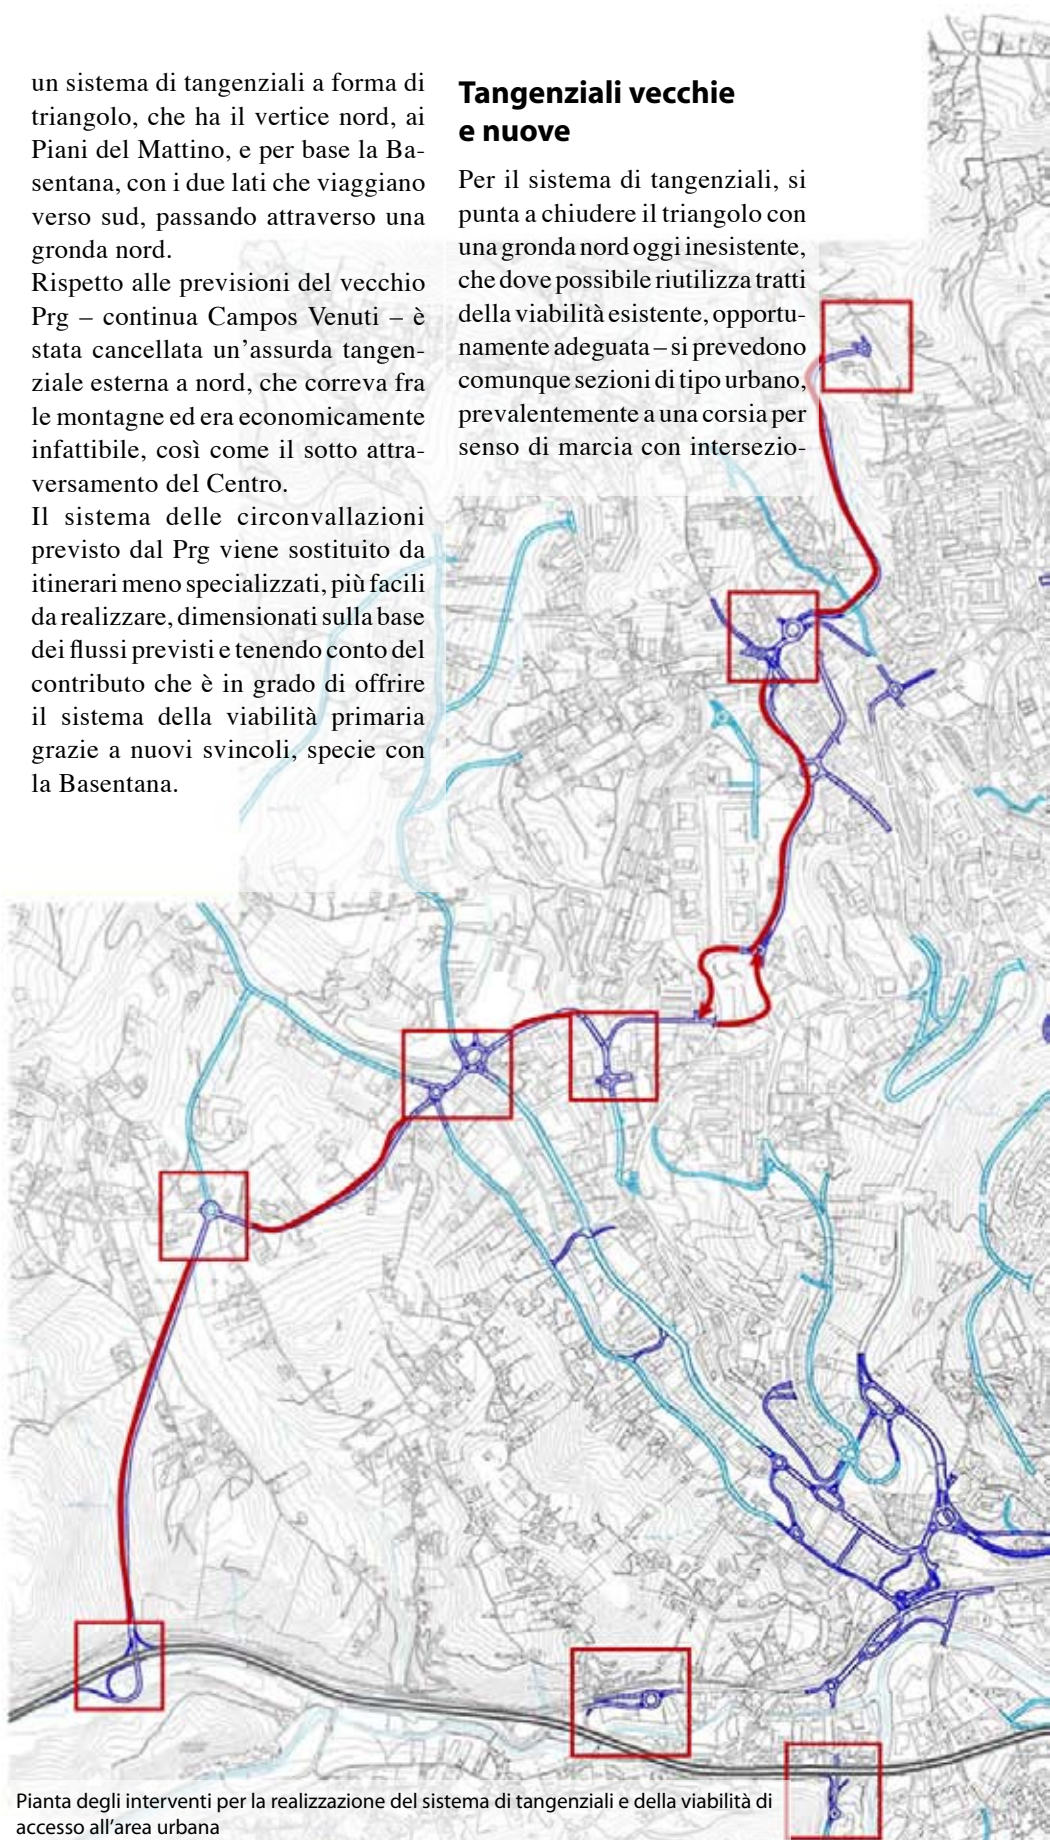 un sistema di tangenziali a forma di
triangolo, che ha il vertice nord, ai
Piani del Mattino, e per base la Ba-
sentana, con i due lati che viaggiano
verso sud, passando attraverso una
gronda nord.
Rispetto alle previsioni del vecchio
Prg – continua Campos Venuti – è
stata cancellata un'assurda tangen-
ziale esterna a nord, che correva fra
le montagne ed era economicamente
infattibile, così come il sotto attra-
versamento del Centro.
Il sistema delle circonvallazioni
previsto dal Prg viene sostituito da
itinerari meno specializzati, più facili
da realizzare, dimensionati sulla base
dei flussi previsti e tenendo conto del
contributo che è in grado di offrire
il sistema della viabilità primaria
grazie a nuovi svincoli, specie con
la Basentana.
Tangenziali vecchie
e nuove
Per il sistema di tangenziali, si
punta a chiudere il triangolo con
una gronda nord oggi inesistente,
che dove possibile riutilizza tratti
della viabilità esistente, opportu-
namente adeguata – si prevedono
comunque sezioni di tipo urbano,
prevalentemente a una corsia per
senso di marcia con intersezio-
Pianta degli interventi per la realizzazione del sistema di tangenziali e della viabilità di
accesso all'area urbana